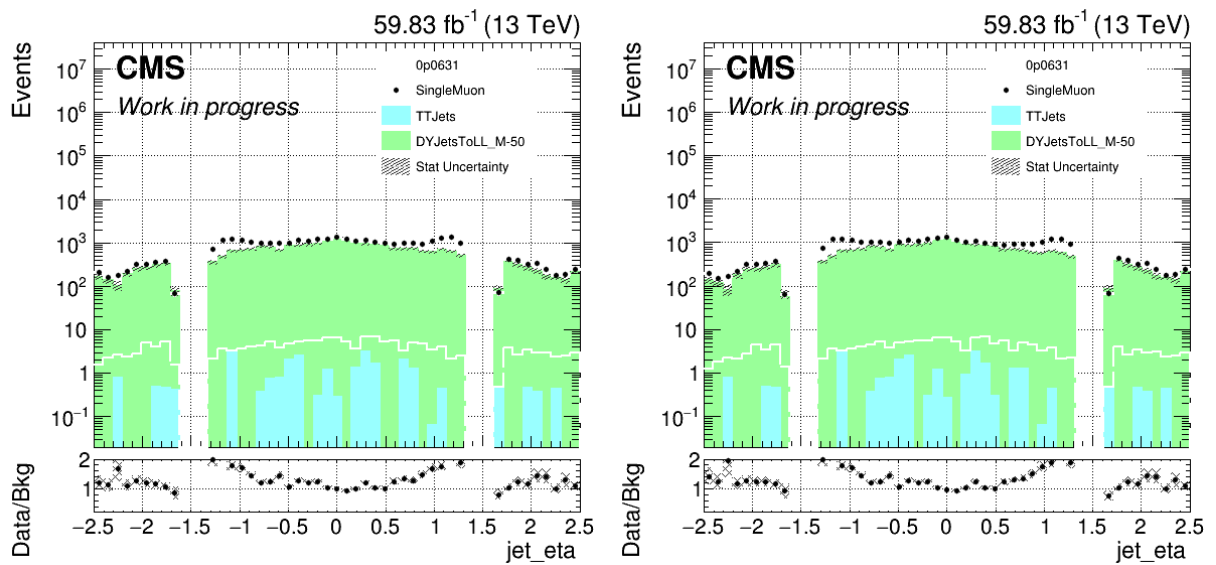 59.83 fb⁻¹ (13 TeV)
Events
10⁷
10⁶
10⁵
10⁴
10³
10²
10
1
10⁻¹
CMS
Work in progress
0p0631
SingleMuon
TTJets
DYJetsToLL_M-50
Stat Uncertainty
Data/Bkg
2
1
−2.5 −2 −1.5 −1 −0.5 0 0.5 1 1.5 2 2.5
jet_eta
59.83 fb⁻¹ (13 TeV)
Events
10⁷
10⁶
10⁵
10⁴
10³
10²
10
1
10⁻¹
CMS
Work in progress
0p0631
SingleMuon
TTJets
DYJetsToLL_M-50
Stat Uncertainty
Data/Bkg
2
1
−2.5 −2 −1.5 −1 −0.5 0 0.5 1 1.5 2 2.5
jet_eta